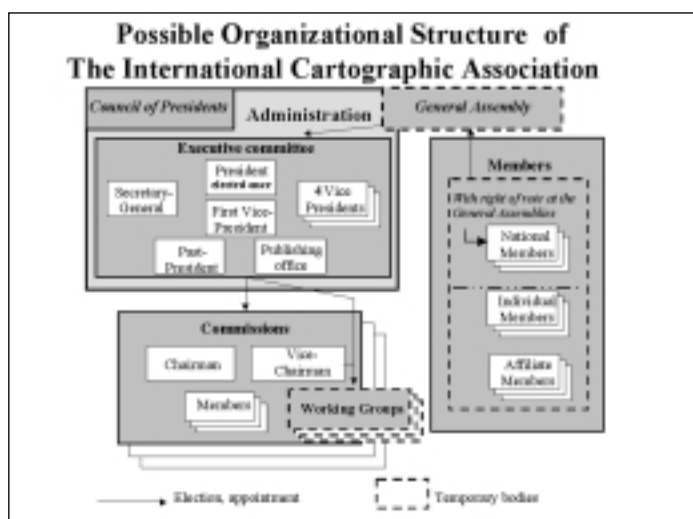 Possible Organizational Structure of
The International Cartographic Association
Council of Presidents
Administration
General Assembly
Executive committee
President
elected once
Secretary-
General
4 Vice
Presidents
First Vice-
President
Past-
President
Publishing
office
Members
With right of vote at the
General Assemblies
National
Members
Individual
Members
Affiliate
Members
Commissions
Chairman
Vice-
Chairman
Members
Working Groups
Election, appointment
Temporary bodies